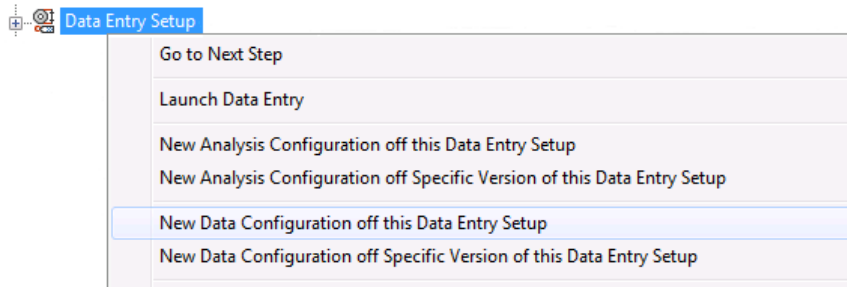 Data Entry Setup
Go to Next Step
Launch Data Entry
New Analysis Configuration off this Data Entry Setup
New Analysis Configuration off Specific Version of this Data Entry Setup
New Data Configuration off this Data Entry Setup
New Data Configuration off Specific Version of this Data Entry Setup